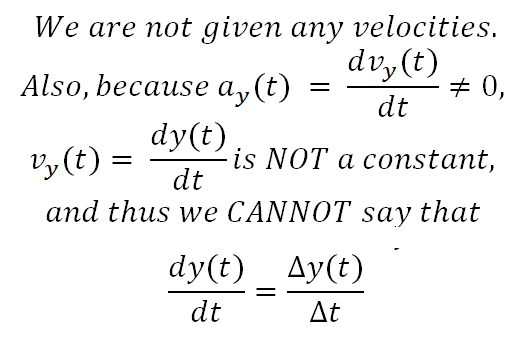 We are not given any velocities.
Also, because a_y(t) = dv_y(t)/dt ≠ 0,
v_y(t) = dy(t)/dt is NOT a constant,
and thus we CANNOT say that
dy(t)/dt = Δy(t)/Δt